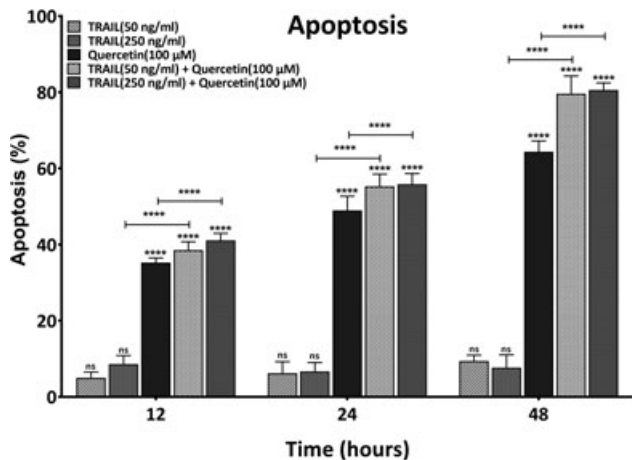 Apoptosis
TRAIL(50 ng/ml)
TRAIL(250 ng/ml)
Quercetin(100 μM)
TRAIL(50 ng/ml) + Quercetin(100 μM)
TRAIL(250 ng/ml) + Quercetin(100 μM)
Apoptosis (%)
100
80
60
40
20
0
ns
ns
****
****
****
****
****
ns
ns
****
****
****
****
****
ns
ns
****
****
****
****
****
12
24
48
Time (hours)